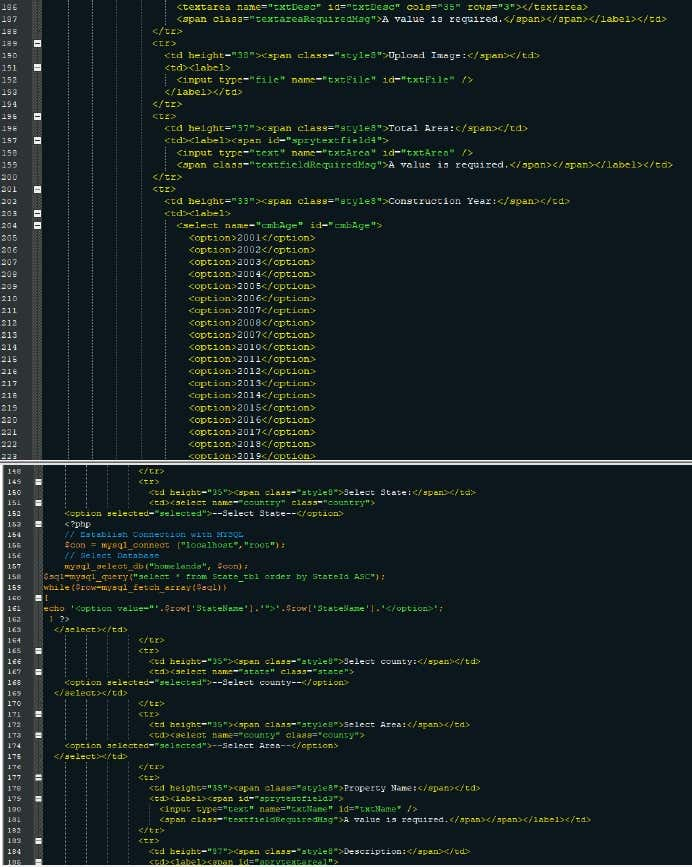 186 <textarea name="txtDesc" id="txtDesc" cols="35" rows="3"></textarea>
187 <span class="textareaRequiredMsg">A value is required.</span></span></label></td>
188 </tr>
189 <tr>
190 <td height="38"><span class="style8">Upload Image:</span></td>
191 <td><label>
192 <input type="file" name="txtFile" id="txtFile" />
193 </label></td>
194 </tr>
195 <tr>
196 <td height="37"><span class="style8">Total Area:</span></td>
197 <td><label><span id="sprytextfield4">
198 <input type="text" name="txtArea" id="txtArea" />
199 <span class="textfieldRequiredMsg">A value is required.</span></span></label></td>
200 </tr>
201 <tr>
202 <td height="33"><span class="style8">Construction Year:</span></td>
203 <td><label>
204 <select name="cmbAge" id="cmbAge">
205 <option>2001</option>
206 <option>2002</option>
207 <option>2003</option>
208 <option>2004</option>
209 <option>2005</option>
210 <option>2006</option>
211 <option>2007</option>
212 <option>2008</option>
213 <option>2007</option>
214 <option>2010</option>
215 <option>2011</option>
216 <option>2012</option>
217 <option>2013</option>
218 <option>2014</option>
219 <option>2015</option>
220 <option>2016</option>
221 <option>2017</option>
222 <option>2018</option>
223 <option>2019</option>
148 </tr>
149 <tr>
150 <td height="35"><span class="style8">Select State:</span></td>
151 <td><select name="country" class="country">
152 <option selected="selected">--Select State--</option>
153 <?php
154 // Establish Connection with MYSQL
155 $con = mysql_connect ("localhost","root");
156 // Select Database
157 mysql_select_db("homelands", $con);
158 $sql=mysql_query("select * from State_tbl order by StateId ASC");
159 while($row=mysql_fetch_array($sql))
160 {
161 echo '<option value="'.$row['StateName'].'">'.$row['StateName'].'</option>';
162 } ?>
163 </select></td>
164 </tr>
165 <tr>
166 <td height="35"><span class="style8">Select county:</span></td>
167 <td><select name="state" class="state">
168 <option selected="selected">--Select county--</option>
169 </select></td>
170 </tr>
171 <tr>
172 <td height="35"><span class="style8">Select Area:</span></td>
173 <td><select name="county" class="county">
174 <option selected="selected">--Select Area--</option>
175 </select></td>
176 </tr>
177 <tr>
178 <td height="35"><span class="style8">Property Name:</span></td>
179 <td><label><span id="sprytextfield3">
180 <input type="text" name="txtName" id="txtName" />
181 <span class="textfieldRequiredMsg">A value is required.</span></span></label></td>
182 </tr>
183 <tr>
184 <td height="87"><span class="style8">Description:</span></td>
186 <td><label><span id="sprytextarea1">